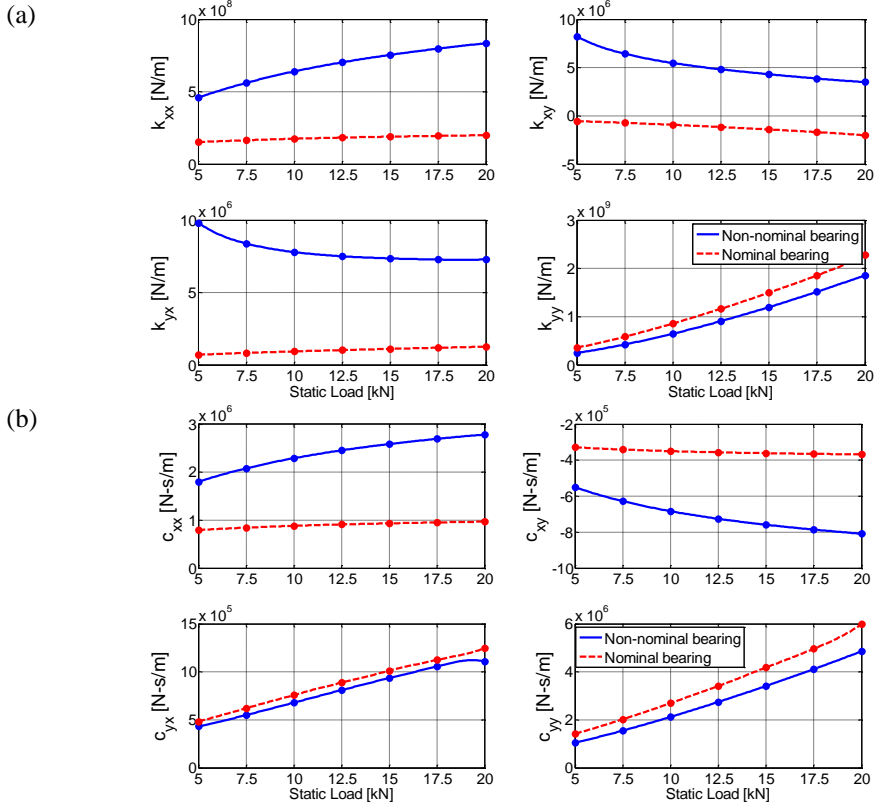 (a)
x 10^8
10
5
0
5 7.5 10 12.5 15 17.5 20
k_xx [N/m]
x 10^6
10
5
0
-5
5 7.5 10 12.5 15 17.5 20
k_xy [N/m]
x 10^6
10
5
0
5 7.5 10 12.5 15 17.5 20
k_yx [N/m]
Static Load [kN]
x 10^9
3
2
1
0
5 7.5 10 12.5 15 17.5 20
k_yy [N/m]
Static Load [kN]
Non-nominal bearing
Nominal bearing
(b)
x 10^6
3
2
1
0
5 7.5 10 12.5 15 17.5 20
c_xx [N-s/m]
x 10^5
-2
-4
-6
-8
-10
5 7.5 10 12.5 15 17.5 20
c_xy [N-s/m]
x 10^5
15
10
5
0
5 7.5 10 12.5 15 17.5 20
c_yx [N-s/m]
Static Load [kN]
x 10^6
6
4
2
0
5 7.5 10 12.5 15 17.5 20
c_yy [N-s/m]
Static Load [kN]
Non-nominal bearing
Nominal bearing